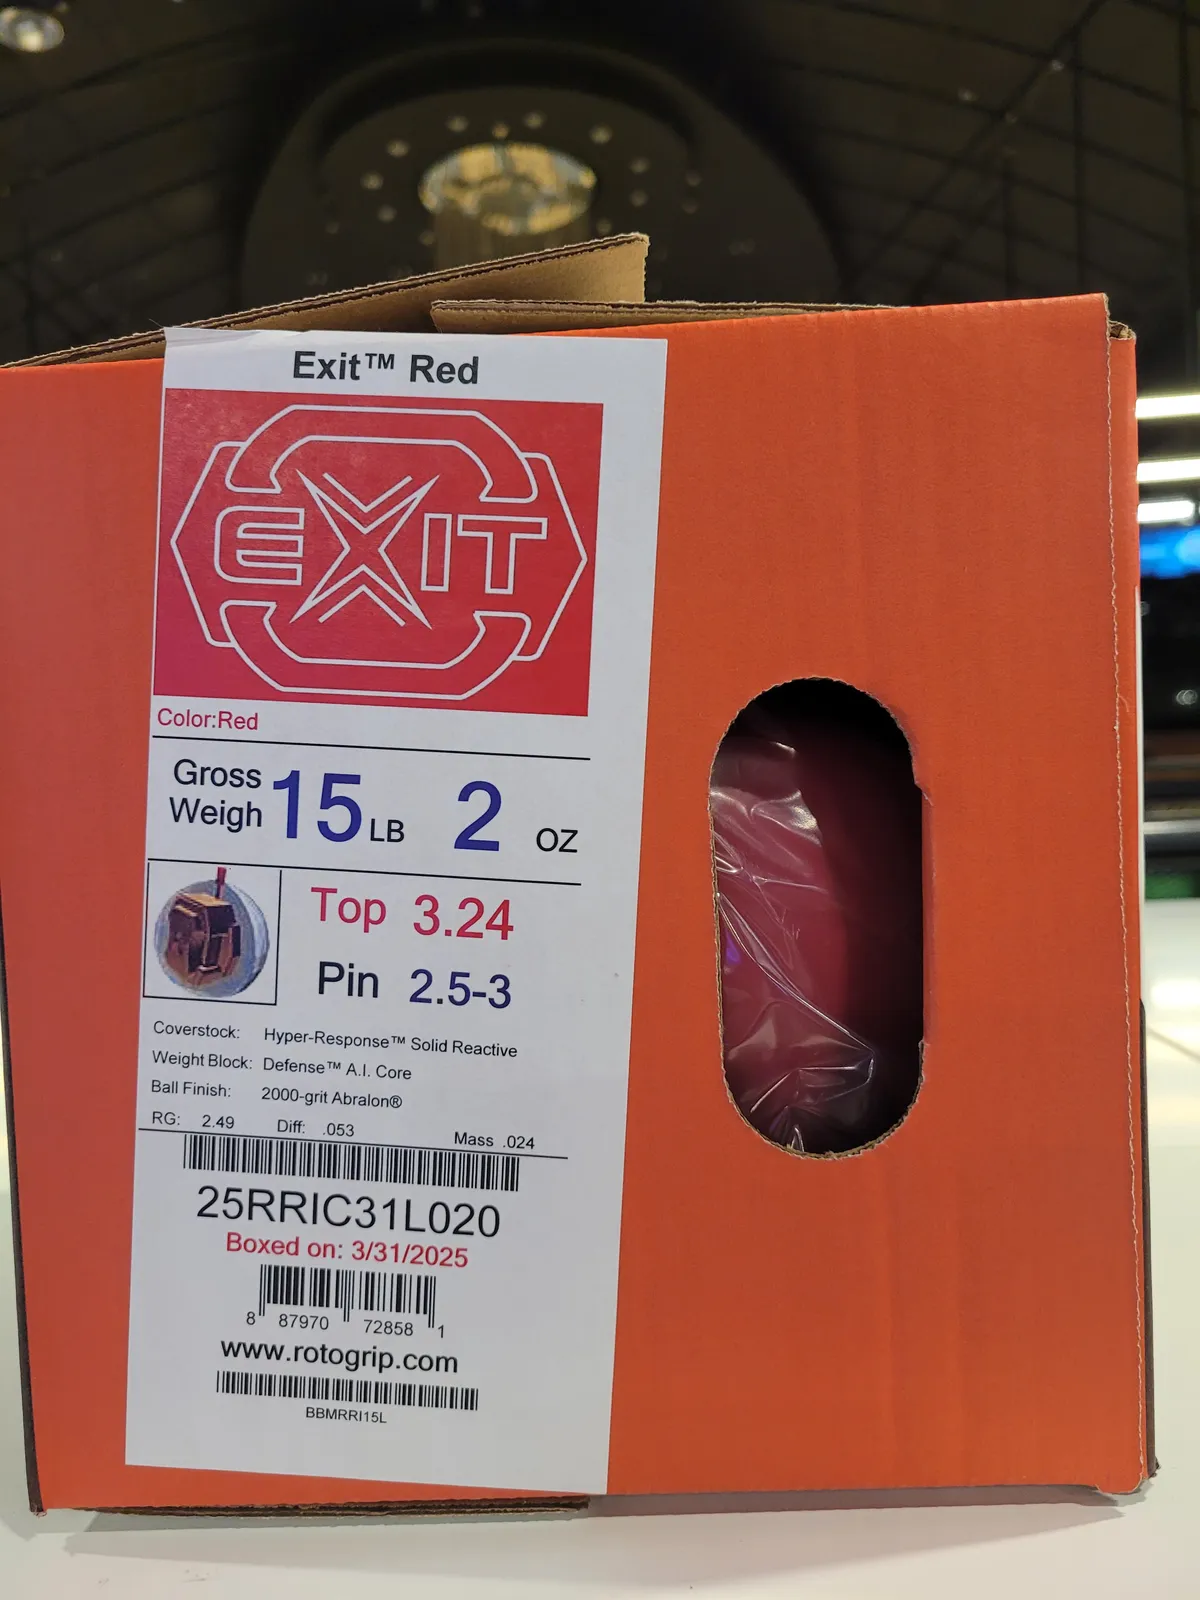 Exit™ Red
EXIT
Color:Red
Gross
Weigh 15 LB 2 oz
Top 3.24
Pin 2.5-3
Coverstock: Hyper-Response™ Solid Reactive
Weight Block: Defense™ A.I. Core
Ball Finish: 2000-grit Abralon®
RG: 2.49 Diff: .053 Mass .024
25RRIC31L020
Boxed on: 3/31/2025
8 87970 72858 1
www.rotogrip.com
BBMRRI15L